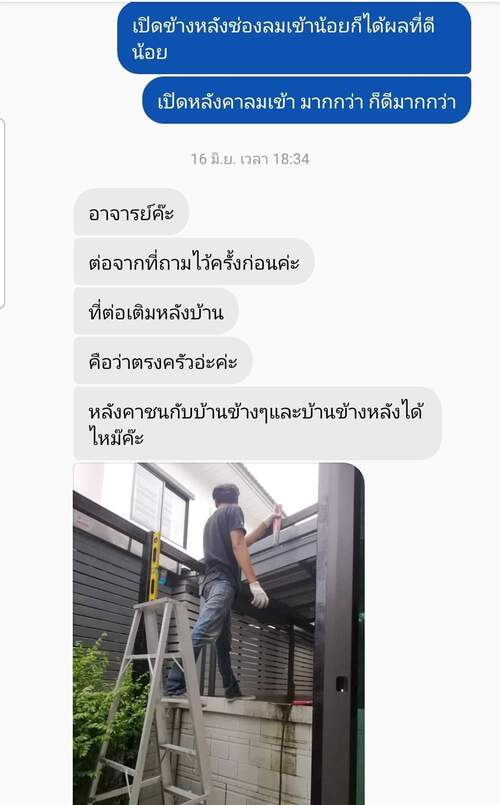 เปิดข้างหลังช่องลมเข้าน้อยก็ได้ผลที่ดี
น้อย
เปิดหลังคาลมเข้า มากกว่า ก็ดีมากกว่า
16 มิ.ย. เวลา 18:34
อาจารย์ค๊ะ
ต่อจากที่ถามไว้ครั้งก่อนค่ะ
ที่ต่อเติมหลังบ้าน
คือว่าตรงครัวอ่ะค่ะ
หลังคาชนกับบ้านข้างๆและบ้านข้างหลังได้
ไหม๊ค๊ะ